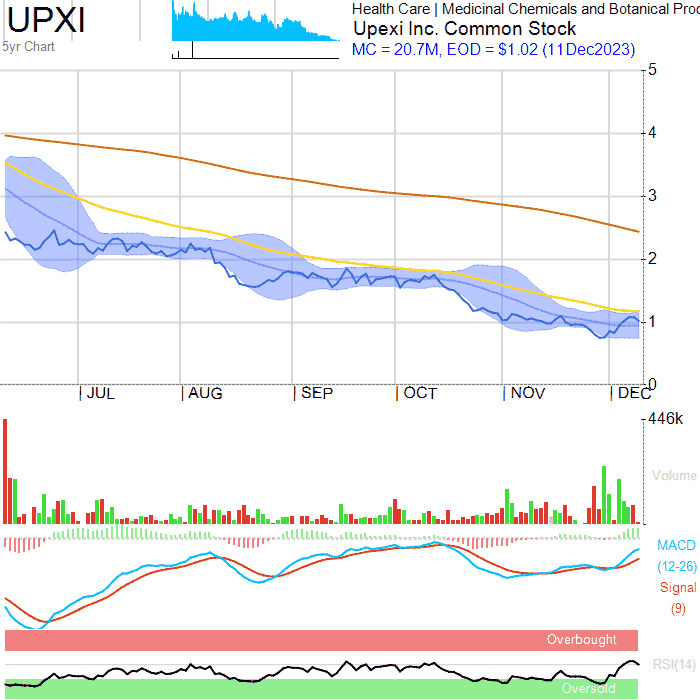 UPXI
5yr Chart
Health Care | Medicinal Chemicals and Botanical Pro
Upexi Inc. Common Stock
MC = 20.7M, EOD = $1.02 (11Dec2023)
5
4
3
2
1
0
JUL AUG SEP OCT NOV DEC
446k
Volume
MACD
(12-26)
Signal
(9)
Overbought
RSI(14)
Oversold